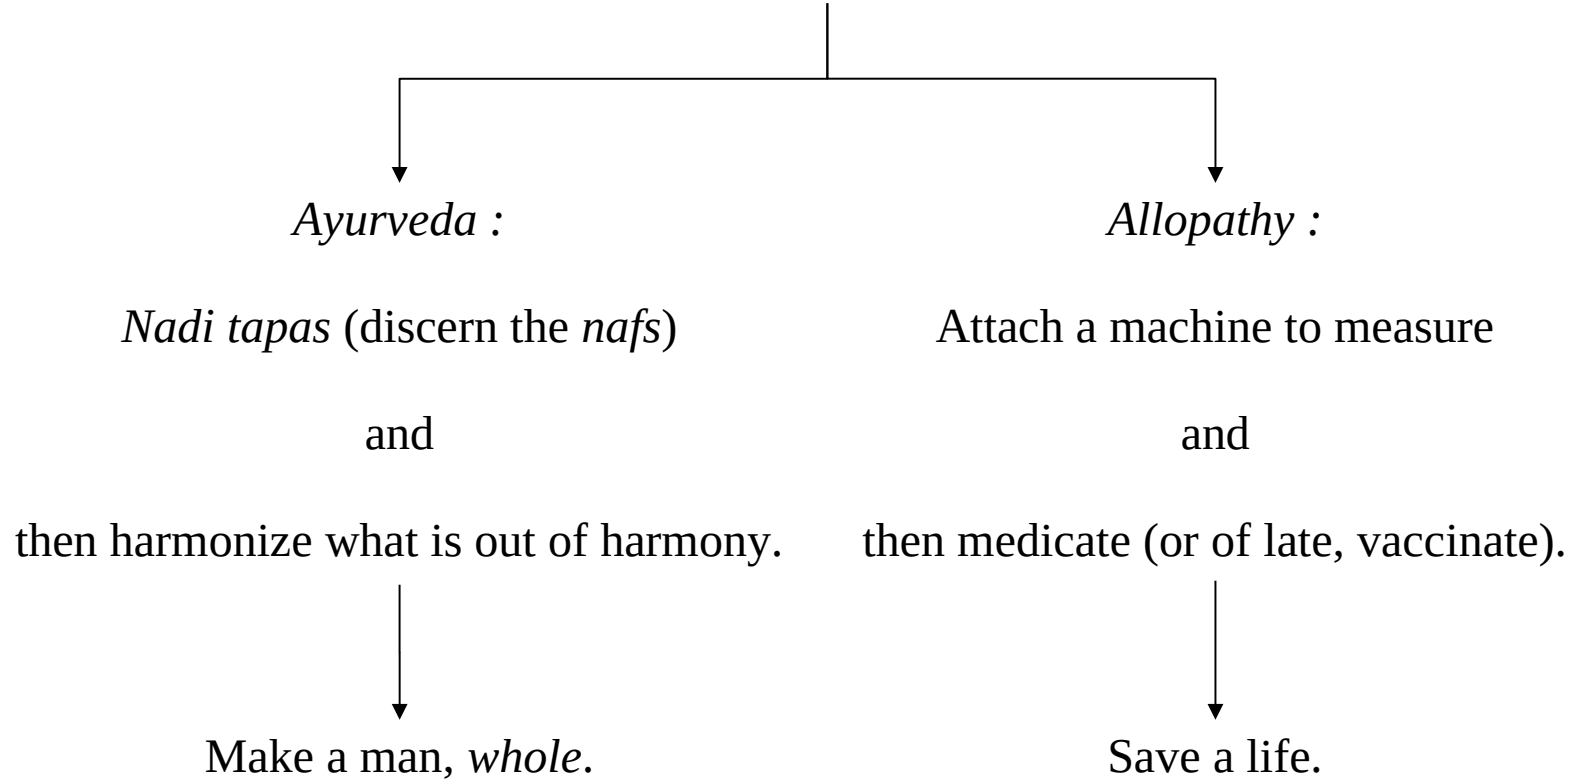 Ayurveda :
Nadi tapas (discern the nafs)
and
then harmonize what is out of harmony.
Make a man, whole.
Allopathy :
Attach a machine to measure
and
then medicate (or of late, vaccinate).
Save a life.